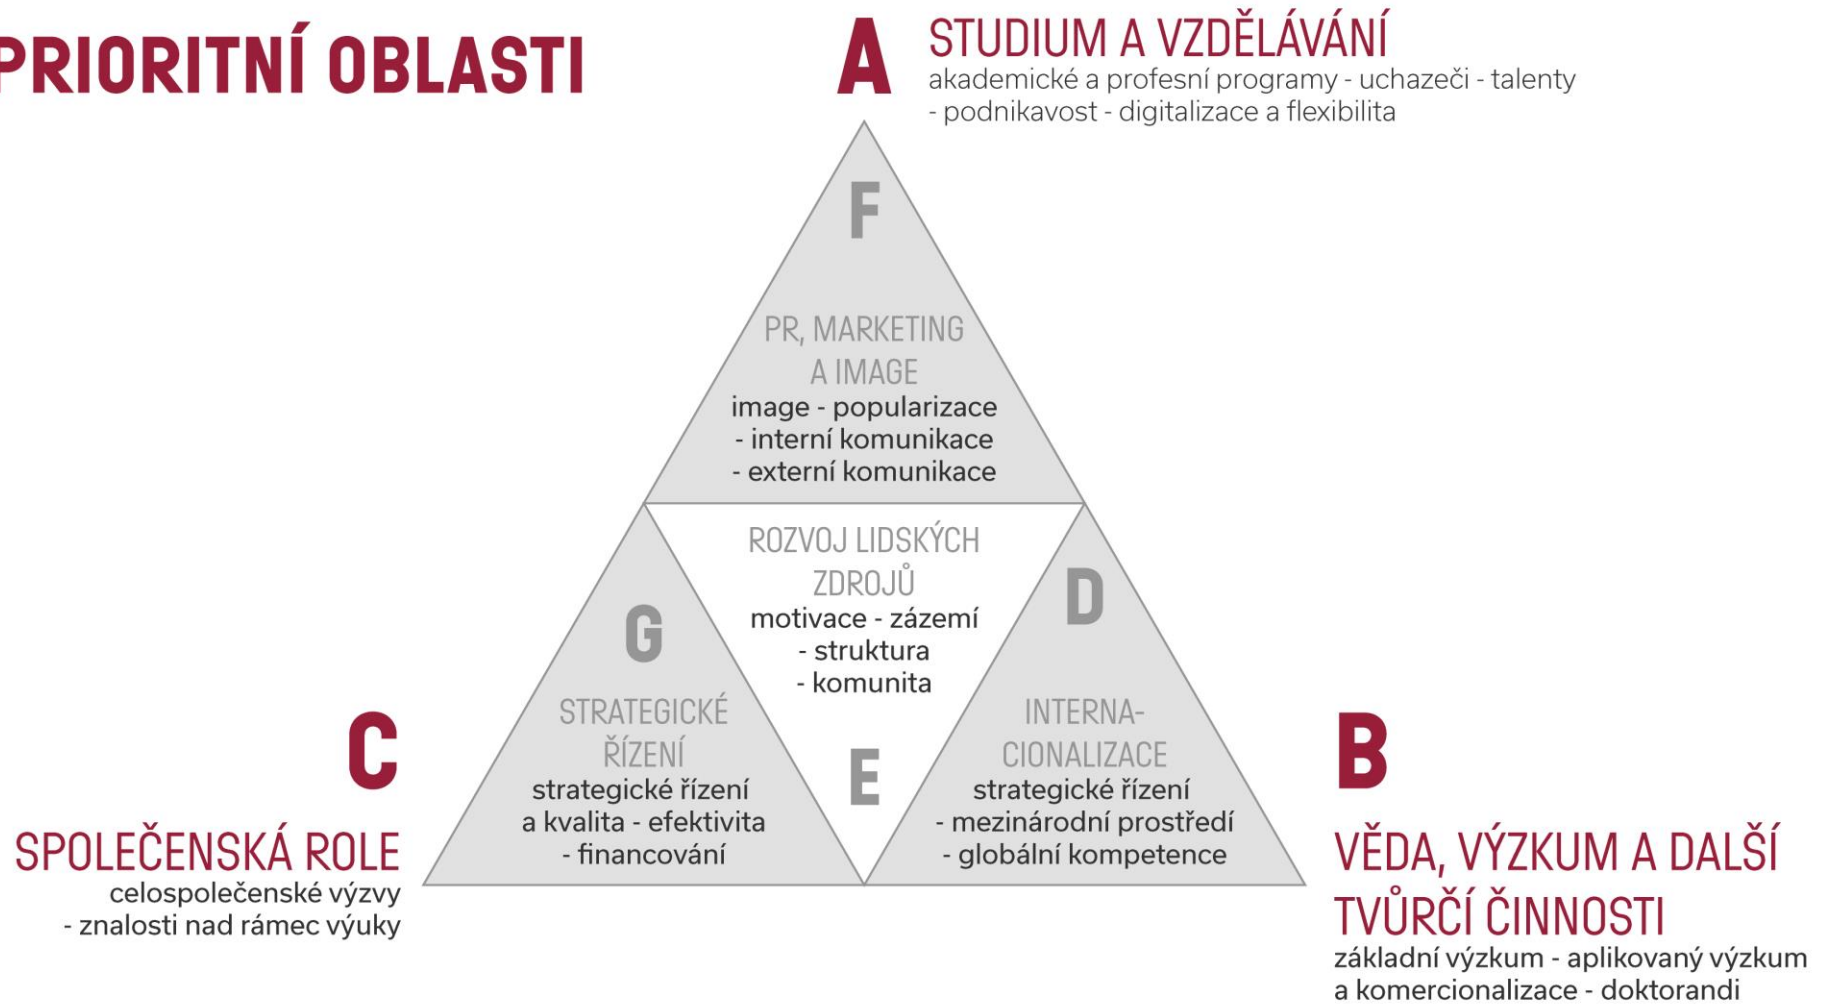 PRIORITNÍ OBLASTI
A
STUDIUM A VZDĚLÁVÁNÍ
akademické a profesní programy - uchazeči - talenty
- podnikavost - digitalizace a flexibilita
F
PR, MARKETING
A IMAGE
image - popularizace
- interní komunikace
- externí komunikace
ROZVOJ LIDSKÝCH
ZDROJŮ
motivace - zázemí
- struktura
- komunita
E
G
STRATEGICKÉ
ŘÍZENÍ
strategické řízení
a kvalita - efektivita
- financování
D
INTERNA-
CIONALIZACE
strategické řízení
- mezinárodní prostředí
- globální kompetence
C
SPOLEČENSKÁ ROLE
celospolečenské výzvy
- znalosti nad rámec výuky
B
VĚDA, VÝZKUM A DALŠÍ
TVŮRČÍ ČINNOSTI
základní výzkum - aplikovaný výzkum
a komercionalizace - doktorandi